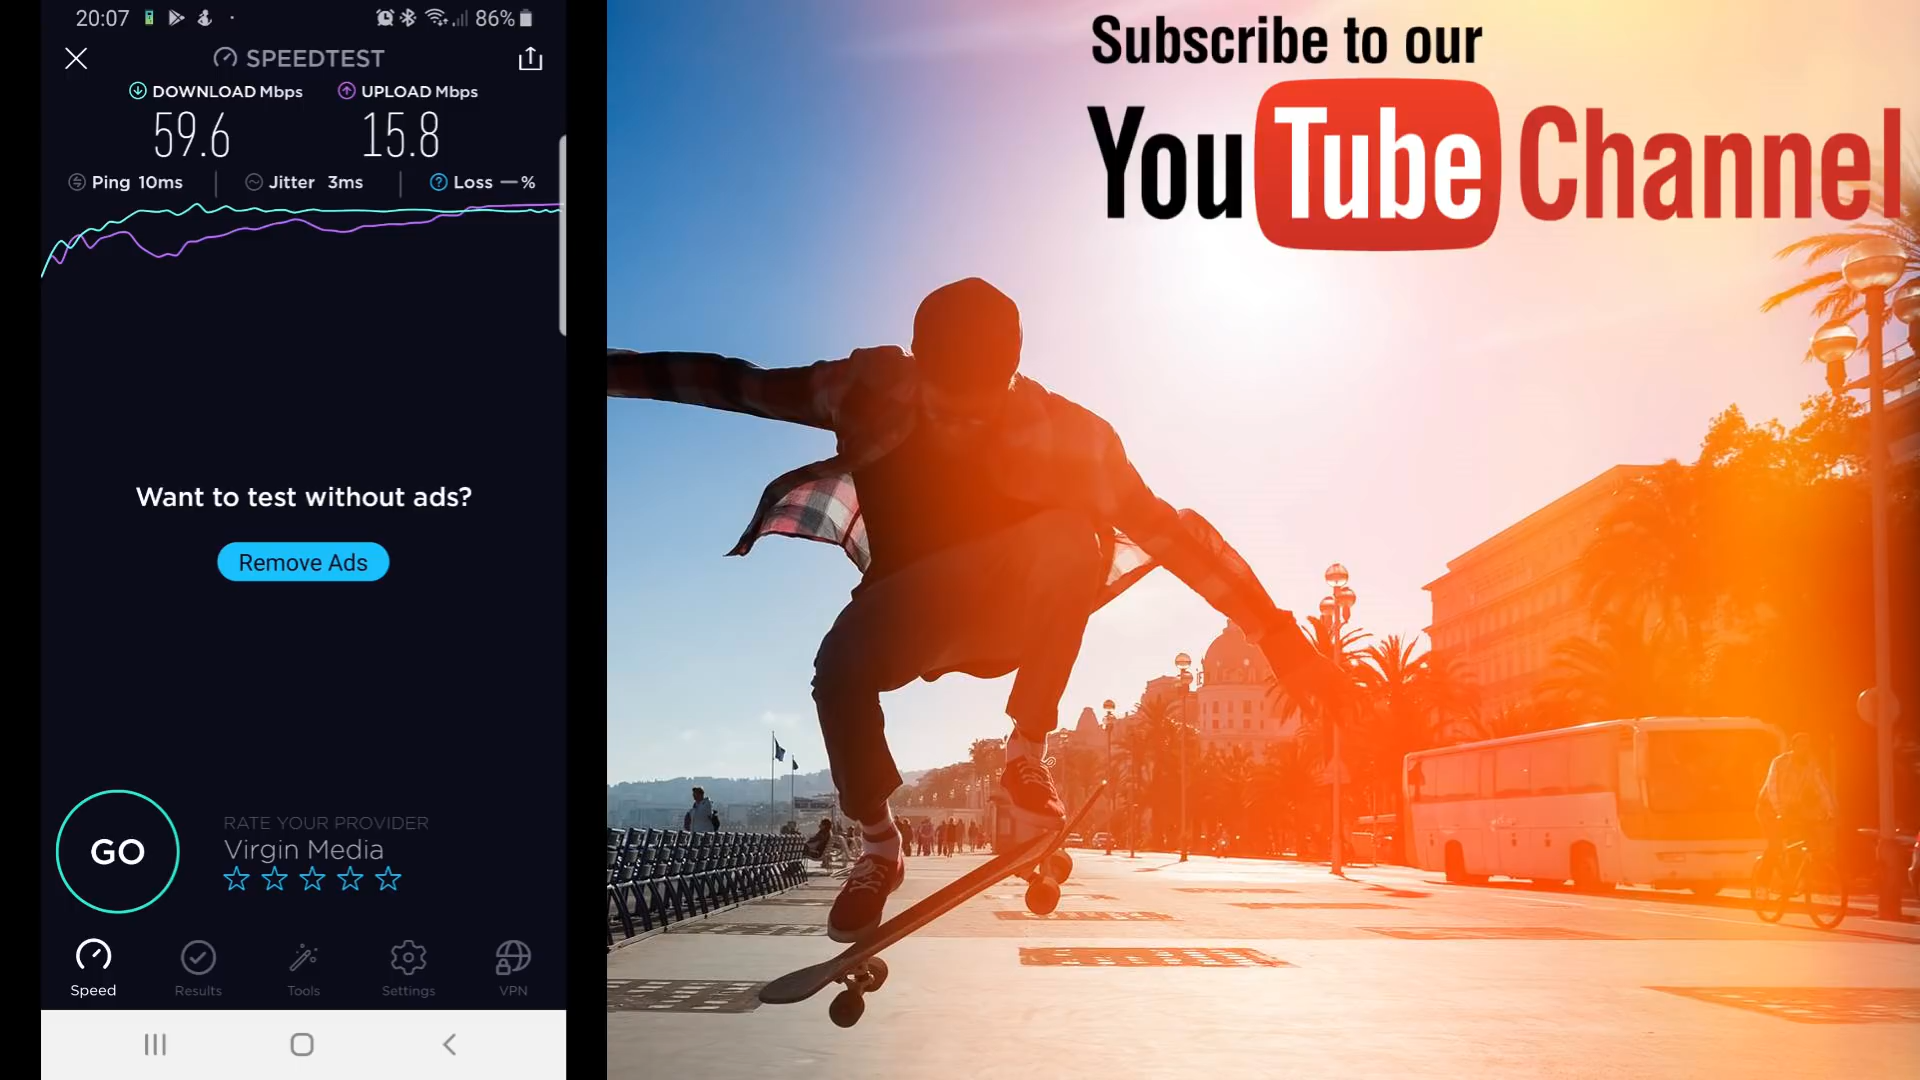 20:07
86%
SPEEDTEST
DOWNLOAD Mbps
UPLOAD Mbps
59.6
15.8
Ping 10ms
Jitter 3ms
Loss — %
Want to test without ads?
Remove Ads
GO
RATE YOUR PROVIDER
Virgin Media
Speed
Results
Tools
Settings
VPN
Subscribe to our
YouTube Channel